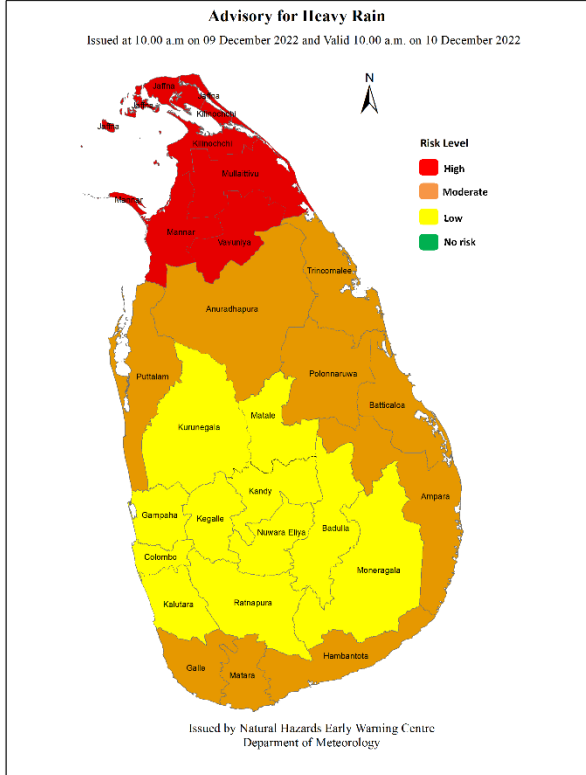 Advisory for Heavy Rain
Issued at 10.00 a.m on 09 December 2022 and Valid 10.00 a.m. on 10 December 2022
N
Jaffna
Jaffna
Jaffna
Kilinochchi
Jaffna
Kilinochchi
Risk Level
High
Moderate
Low
No risk
Mullaitivu
Mannar
Mannar
Vavuniya
Trincomalee
Anuradhapura
Puttalam
Polonnaruwa
Batticaloa
Matale
Kurunegala
Kandy
Ampara
Gampaha
Kegalle
Nuwara Eliya
Badulla
Colombo
Moneragala
Kalutara
Ratnapura
Hambantota
Galle
Matara
Issued by Natural Hazards Early Warning Centre
Deparment of Meteorology